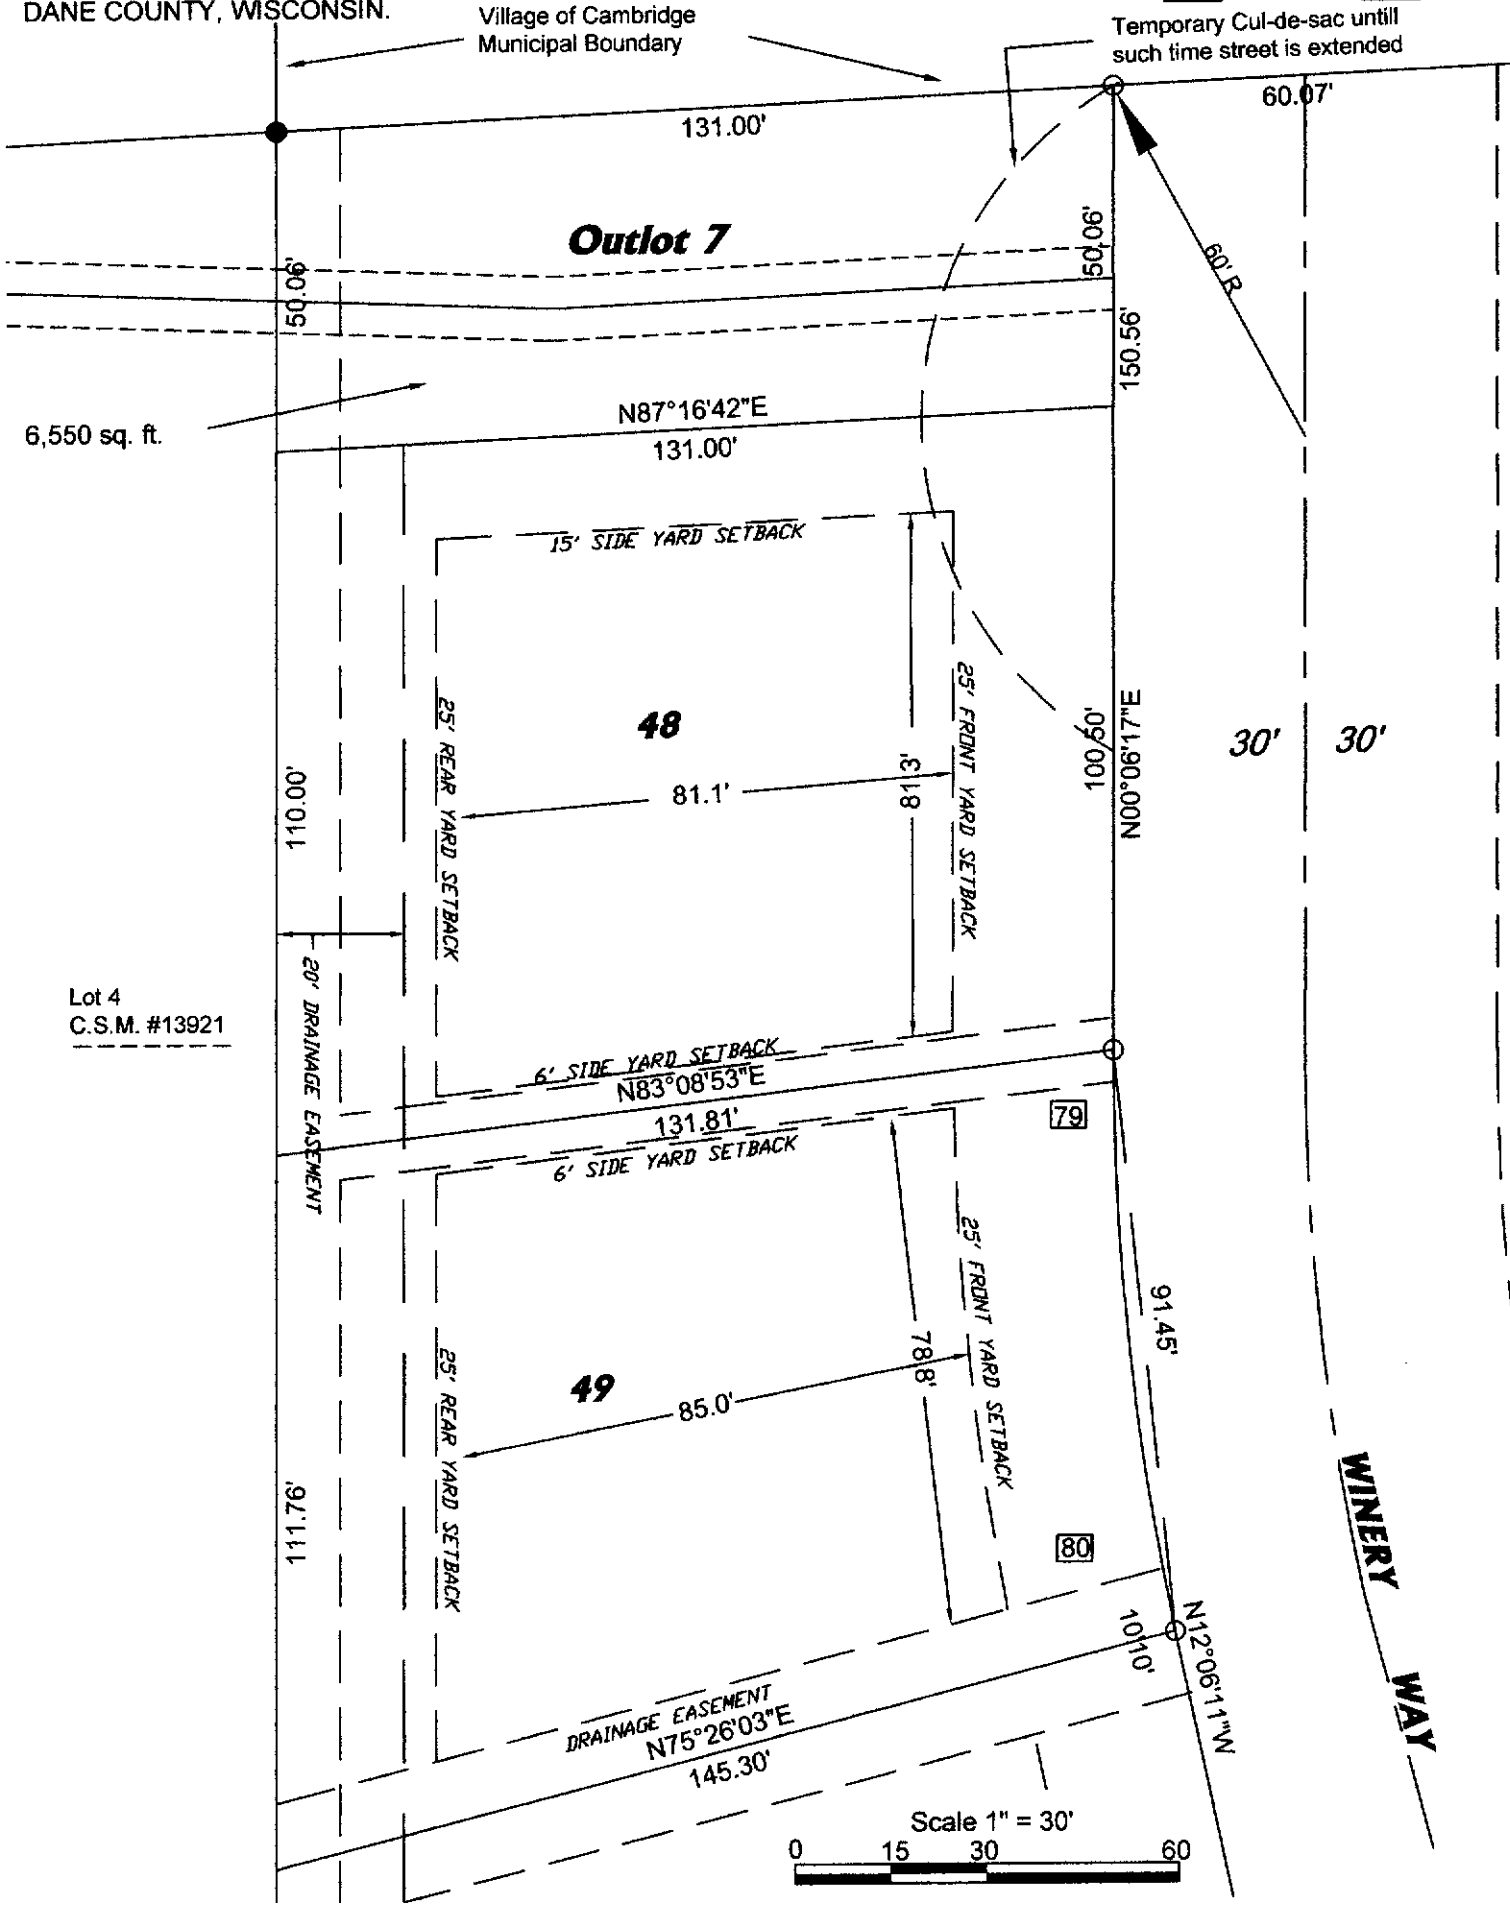 DANE COUNTY, WISCONSIN.
Village of Cambridge
Municipal Boundary
Temporary Cul-de-sac untill
such time street is extended
60.07'
131.00'
Outlot 7
50.06'
50.06'
60' R
150.56'
N87°16'42"E
131.00'
6,550 sq. ft.
15' SIDE YARD SETBACK
25' REAR YARD SETBACK
48
81.1'
81.3'
25' FRONT YARD SETBACK
100.50'
N00°06'17"E
30'
30'
110.00'
20' DRAINAGE EASEMENT
Lot 4
C.S.M. #13921
6' SIDE YARD SETBACK
N83°08'53"E
131.81'
6' SIDE YARD SETBACK
79
25' REAR YARD SETBACK
49
85.0'
78.8'
25' FRONT YARD SETBACK
91.45'
111.76'
80
WINERY WAY
10'
10'
N12°06'11"W
DRAINAGE EASEMENT
N75°26'03"E
145.30'
Scale 1" = 30'
0 15 30 60